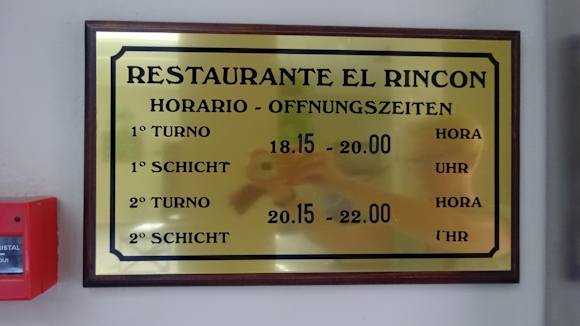 RESTAURANTE EL RINCON
HORARIO - OFFNUNGSZEITEN
1º TURNO
18.15 - 20.00
HORA
1º SCHICHT
UHR
2º TURNO
20.15 - 22.00
HORA
2º SCHICHT
UHR